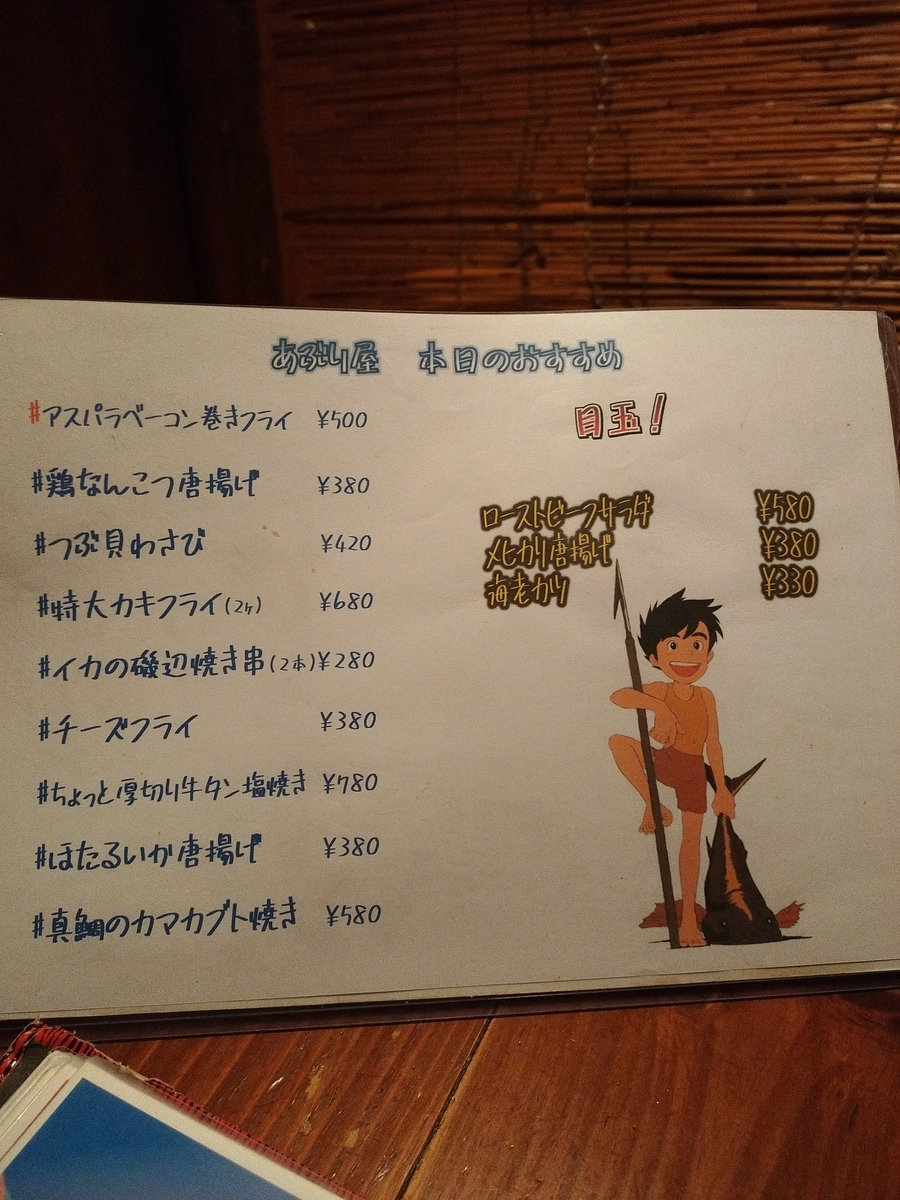 あぶり屋 本日のおすすめ
#アスパラベーコン巻きフライ ¥500
#鶏なんこつ唐揚げ ¥380
#つぶ貝わさび ¥420
#特大カキフライ(2ケ) ¥680
#イカの磯辺焼き串(2本)¥280
#チーズフライ ¥380
#ちょっと厚切り牛タン塩焼き ¥780
#ほたるいか唐揚げ ¥380
#真鯛のカマカブト焼き ¥580
目玉!
ローストビーフサラダ ¥580
メヒカリ唐揚げ ¥380
海老カツ ¥330